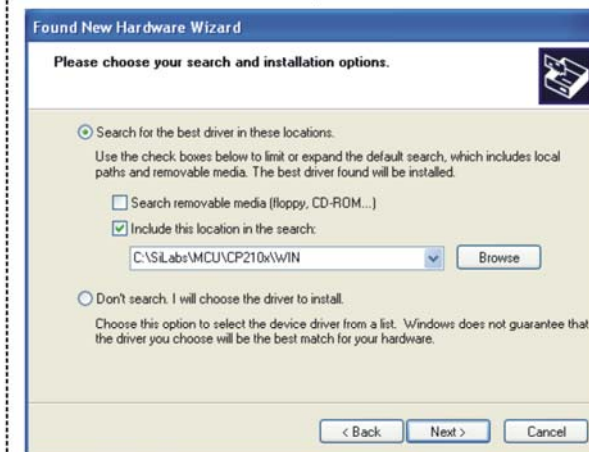 Found New Hardware Wizard
Please choose your search and installation options.
Search for the best driver in these locations.
Use the check boxes below to limit or expand the default search, which includes local
paths and removable media. The best driver found will be installed.
Search removable media (floppy, CD-ROM...)
Include this location in the search:
C:\SiLabs\MCU\CP210x\WIN
Browse
Don't search. I will choose the driver to install.
Choose this option to select the device driver from a list. Windows does not guarantee that
the driver you choose will be the best match for your hardware.
< Back
Next >
Cancel